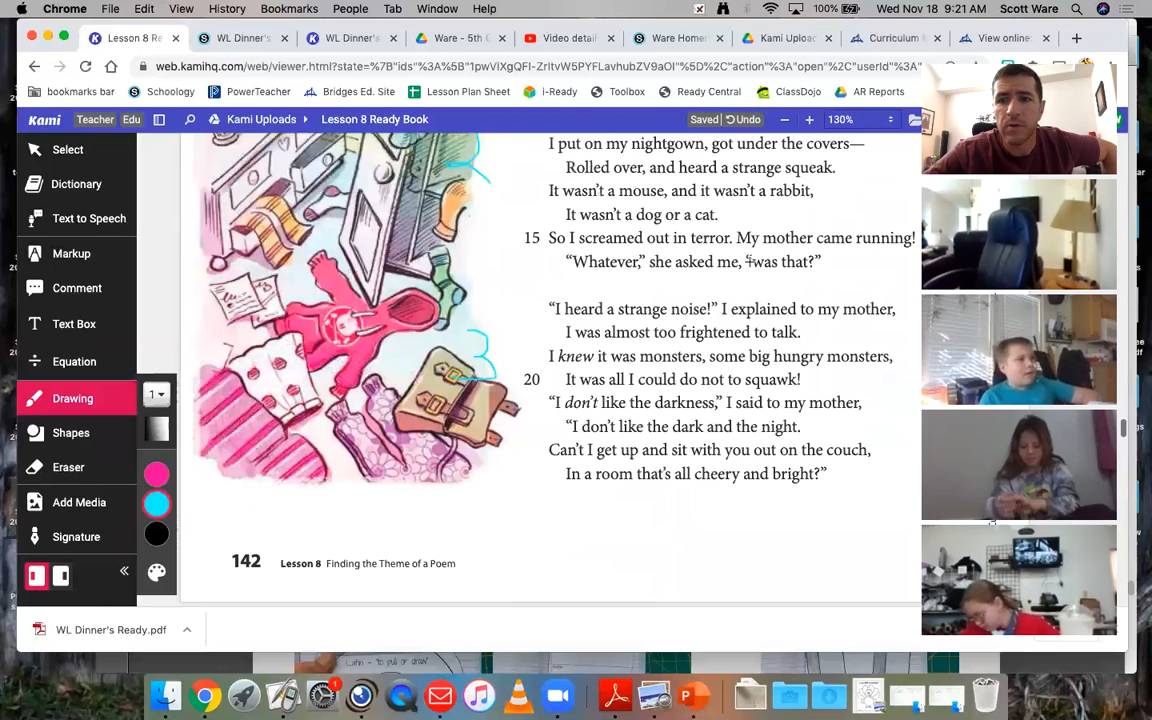 Chrome File Edit View History Bookmarks People Tab Window Help 100% Wed Nov 18 9:21 AM Scott Ware
Lesson 8 Re WL Dinner's WL Dinner's Ware - 5th Video detai Ware Home Kami Uploa Curriculum View online
web.kamihq.com/web/viewer.html?state=%7B"ids"%3A%5B"1pwViXgQFI-ZrItvW5PYFLavhubZV9aOI"%5D%2C"action"%3A"open"%2C"userId"%3A
bookmarks bar Schoology PowerTeacher Bridges Ed. Site Lesson Plan Sheet i-Ready Toolbox Ready Central ClassDojo AR Reports
Kami Teacher Edu Kami Uploads Lesson 8 Ready Book Saved Undo 130%
Select
Dictionary
Text to Speech
Markup
Comment
Text Box
Equation
Drawing 1
Shapes
Eraser
Add Media
Signature
I put on my nightgown, got under the covers—
Rolled over, and heard a strange squeak.
It wasn't a mouse, and it wasn't a rabbit,
It wasn't a dog or a cat.
15 So I screamed out in terror. My mother came running!
"Whatever," she asked me, "was that?"
"I heard a strange noise!" I explained to my mother,
I was almost too frightened to talk.
I knew it was monsters, some big hungry monsters,
20 It was all I could do not to squawk!
"I don't like the darkness," I said to my mother,
"I don't like the dark and the night.
Can't I get up and sit with you out on the couch,
In a room that's all cheery and bright?"
142 Lesson 8 Finding the Theme of a Poem
WL Dinner's Ready.pdf